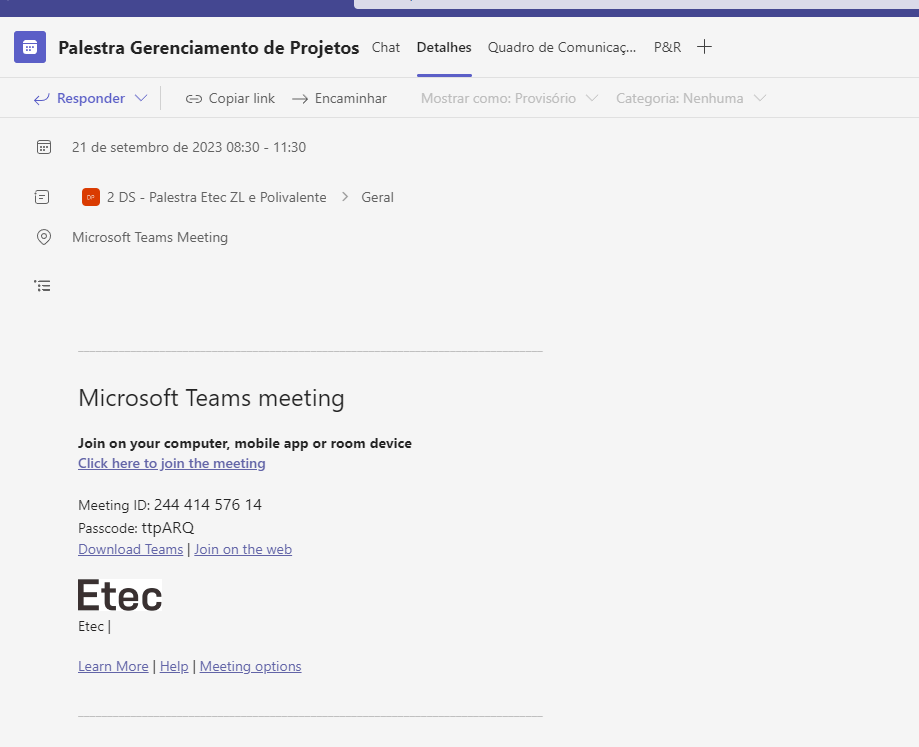 Palestra Gerenciamento de Projetos Chat Detalhes Quadro de Comunicaç... P&R
Responder Copiar link Encaminhar Mostrar como: Provisório Categoria: Nenhuma
21 de setembro de 2023 08:30 - 11:30
DP 2 DS - Palestra Etec ZL e Polivalente > Geral
Microsoft Teams Meeting
Microsoft Teams meeting
Join on your computer, mobile app or room device
Click here to join the meeting
Meeting ID: 244 414 576 14
Passcode: ttpARQ
Download Teams | Join on the web
Etec
Etec |
Learn More | Help | Meeting options